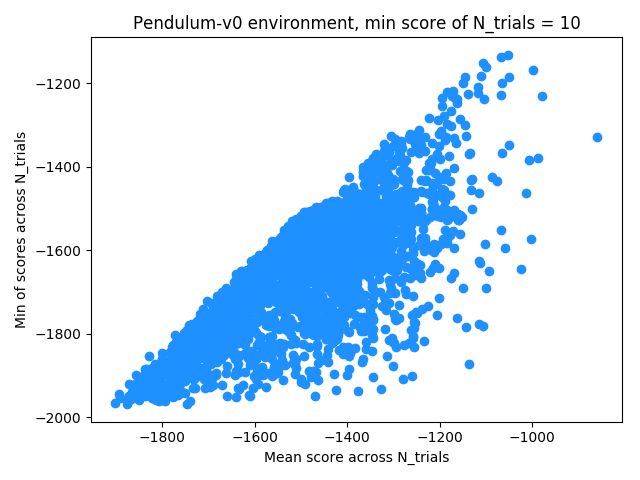 Pendulum-v0 environment, min score of N_trials = 10
Min of scores across N_trials
−1200
−1400
−1600
−1800
−2000
−1800 −1600 −1400 −1200 −1000
Mean score across N_trials